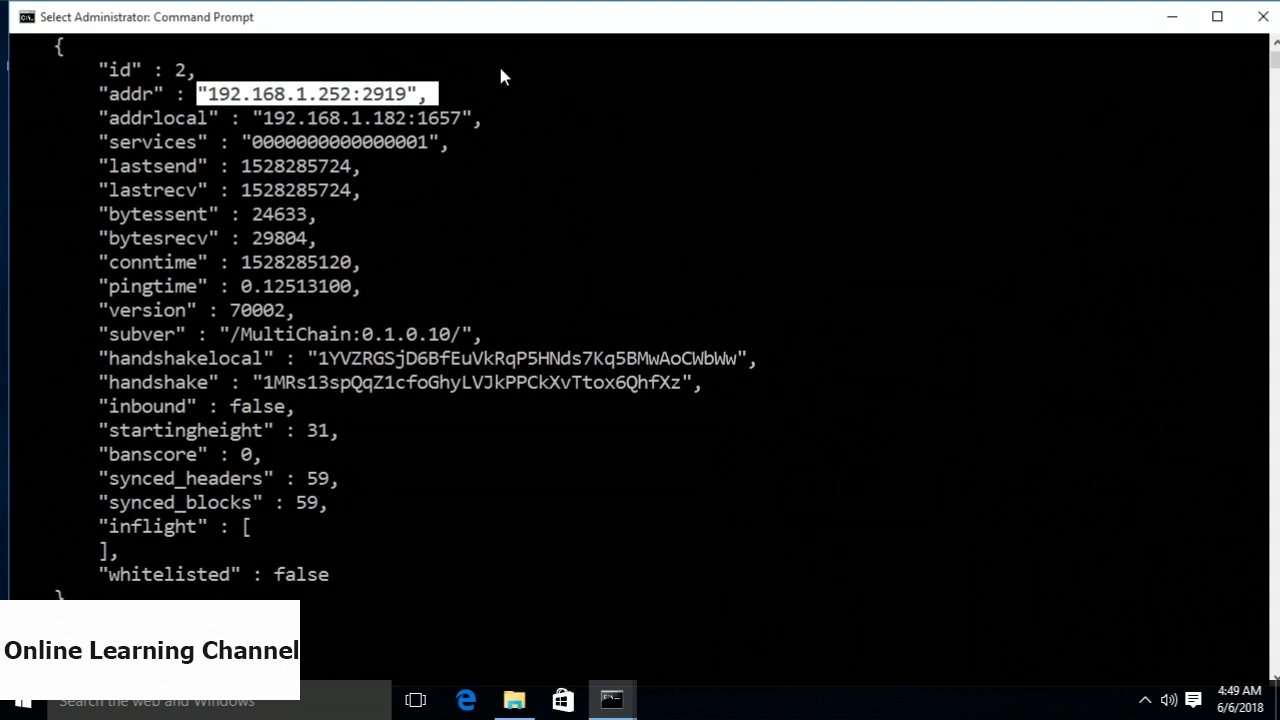 Select Administrator: Command Prompt
{
"id" : 2,
"addr" : "192.168.1.252:2919",
"addrlocal" : "192.168.1.182:1657",
"services" : "0000000000000001",
"lastsend" : 1528285724,
"lastrecv" : 1528285724,
"bytessent" : 24633,
"bytesrecv" : 29804,
"conntime" : 1528285120,
"pingtime" : 0.12513100,
"version" : 70002,
"subver" : "/MultiChain:0.1.0.10/",
"handshakelocal" : "1YVZRGSjD6BfEuVkRqP5HNds7Kq5BMwAoCWbWw",
"handshake" : "1MRs13spQqZ1cfoGhyLVJkPPCkXvTtox6QhfXz",
"inbound" : false,
"startingheight" : 31,
"banscore" : 0,
"synced_headers" : 59,
"synced_blocks" : 59,
"inflight" : [
],
"whitelisted" : false
}
Online Learning Channel
Search the web and Windows
4:49 AM
6/6/2018